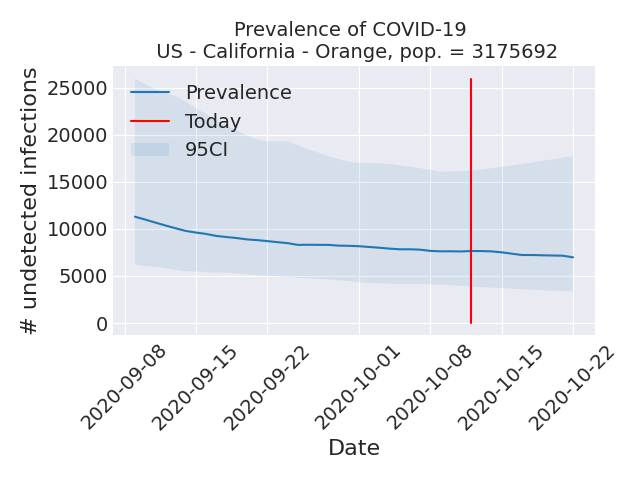 Prevalence of COVID-19
US - California - Orange, pop. = 3175692
# undetected infections
25000
20000
15000
10000
5000
0
Prevalence
Today
95CI
2020-09-08
2020-09-15
2020-09-22
2020-10-01
2020-10-08
2020-10-15
2020-10-22
Date